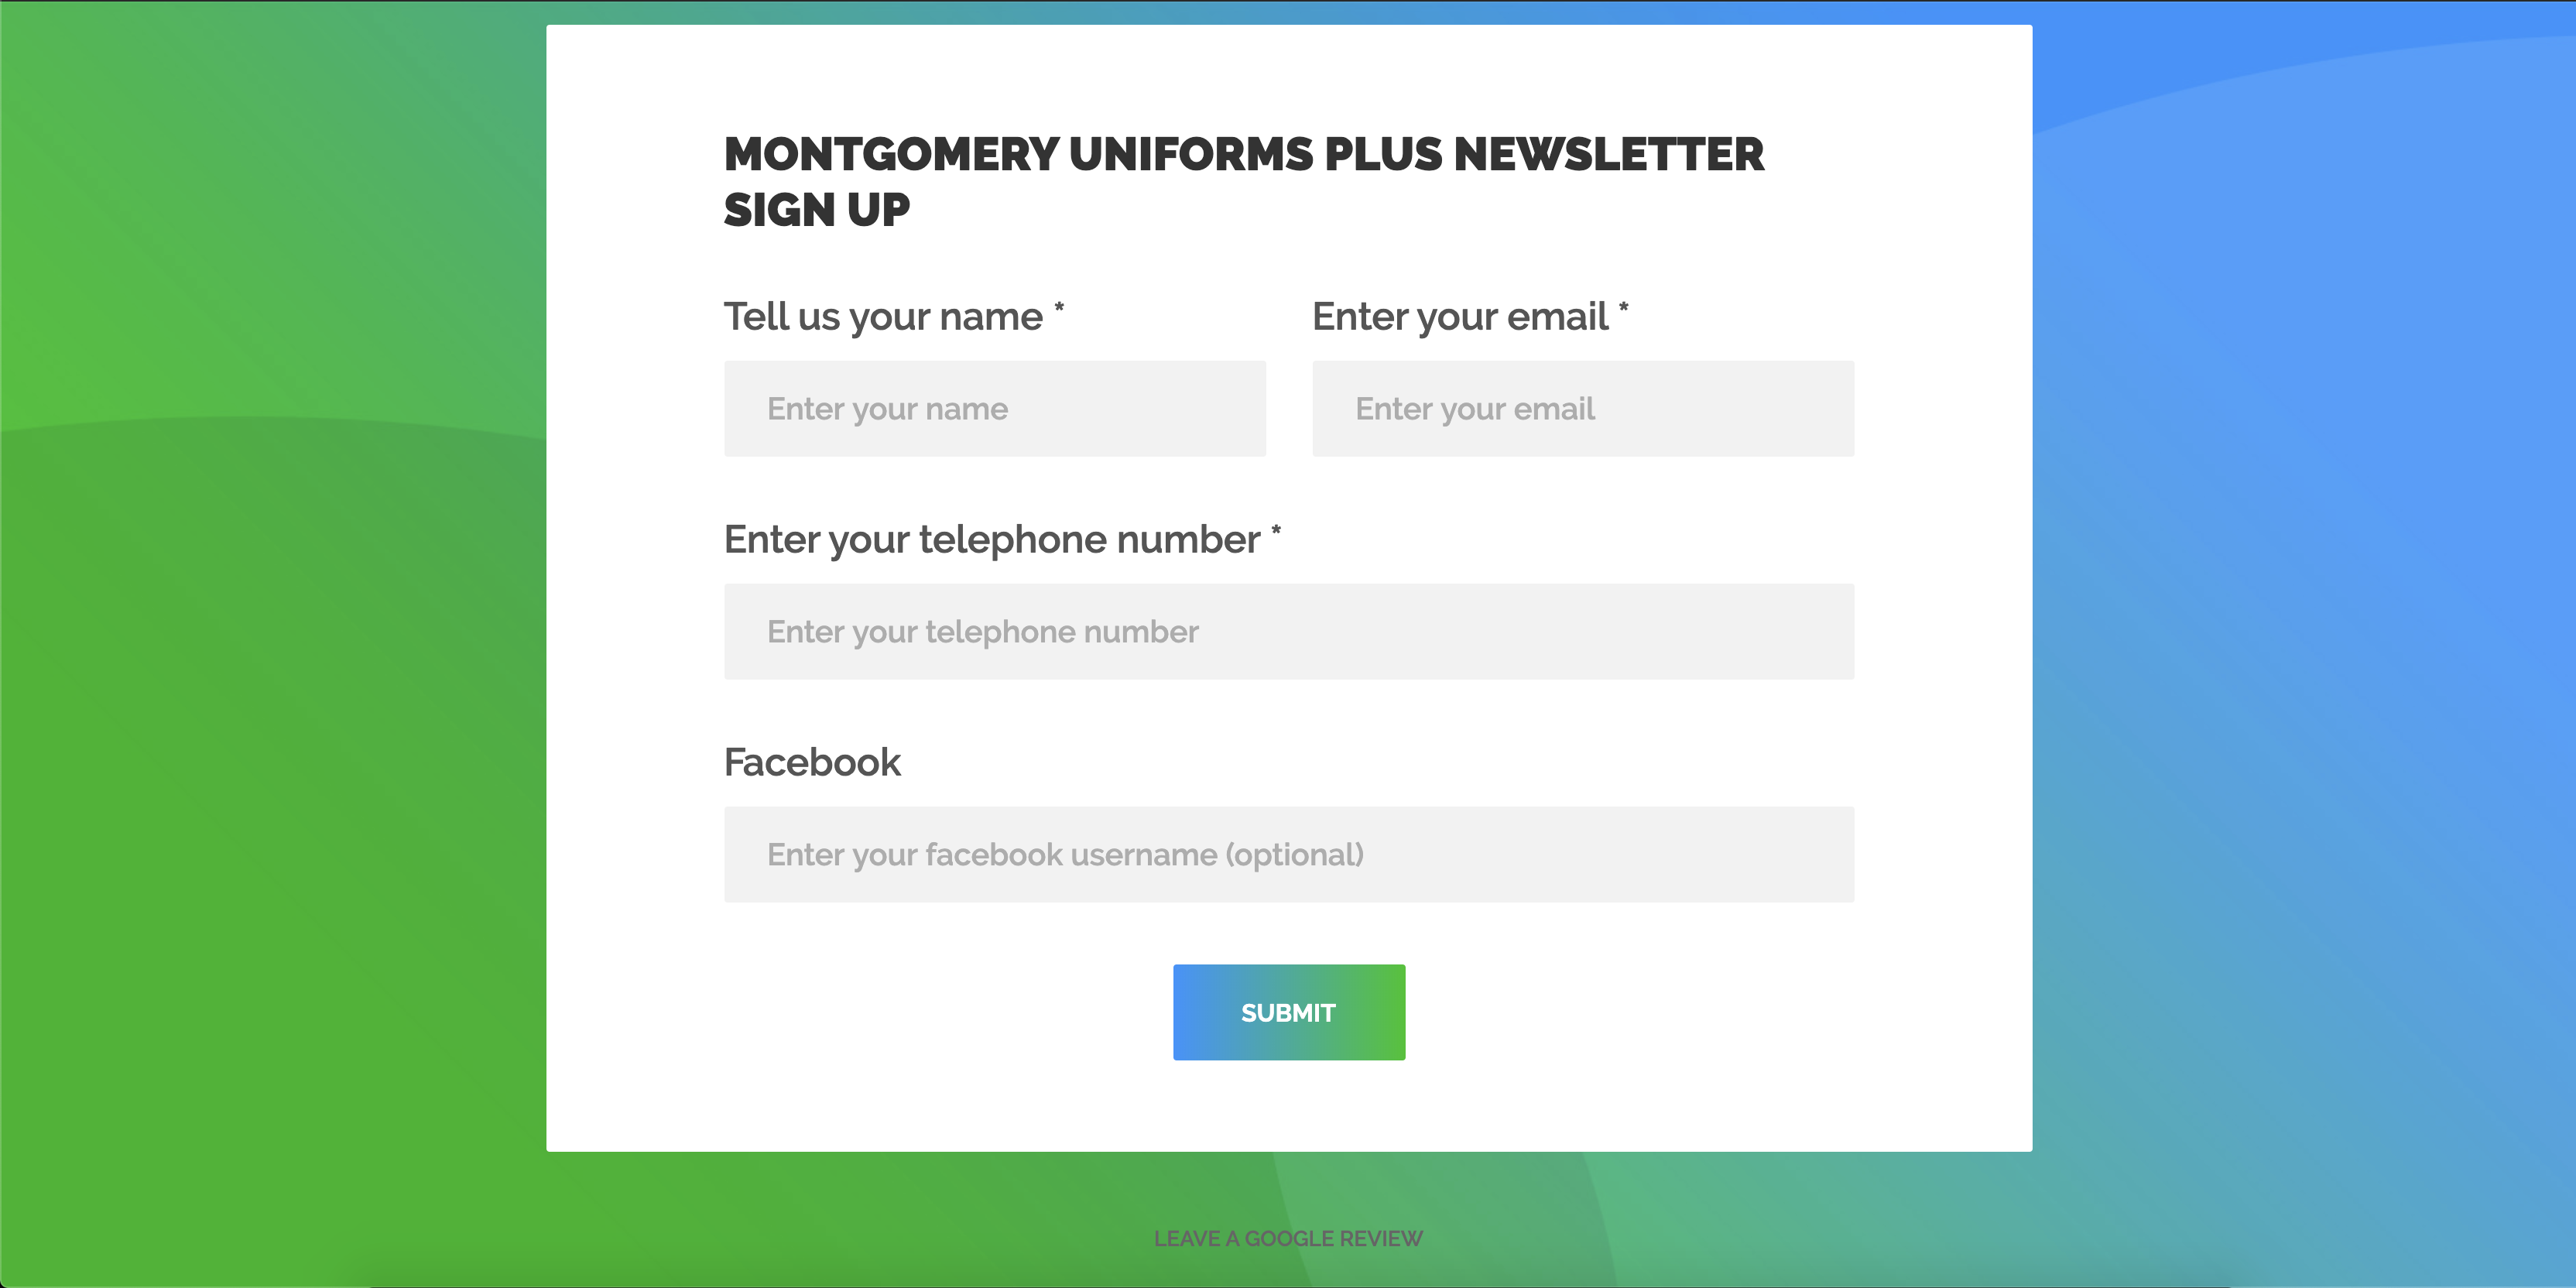 MONTGOMERY UNIFORMS PLUS NEWSLETTER
SIGN UP
Tell us your name *
Enter your email *
Enter your name
Enter your email
Enter your telephone number *
Enter your telephone number
Facebook
Enter your facebook username (optional)
SUBMIT
LEAVE A GOOGLE REVIEW